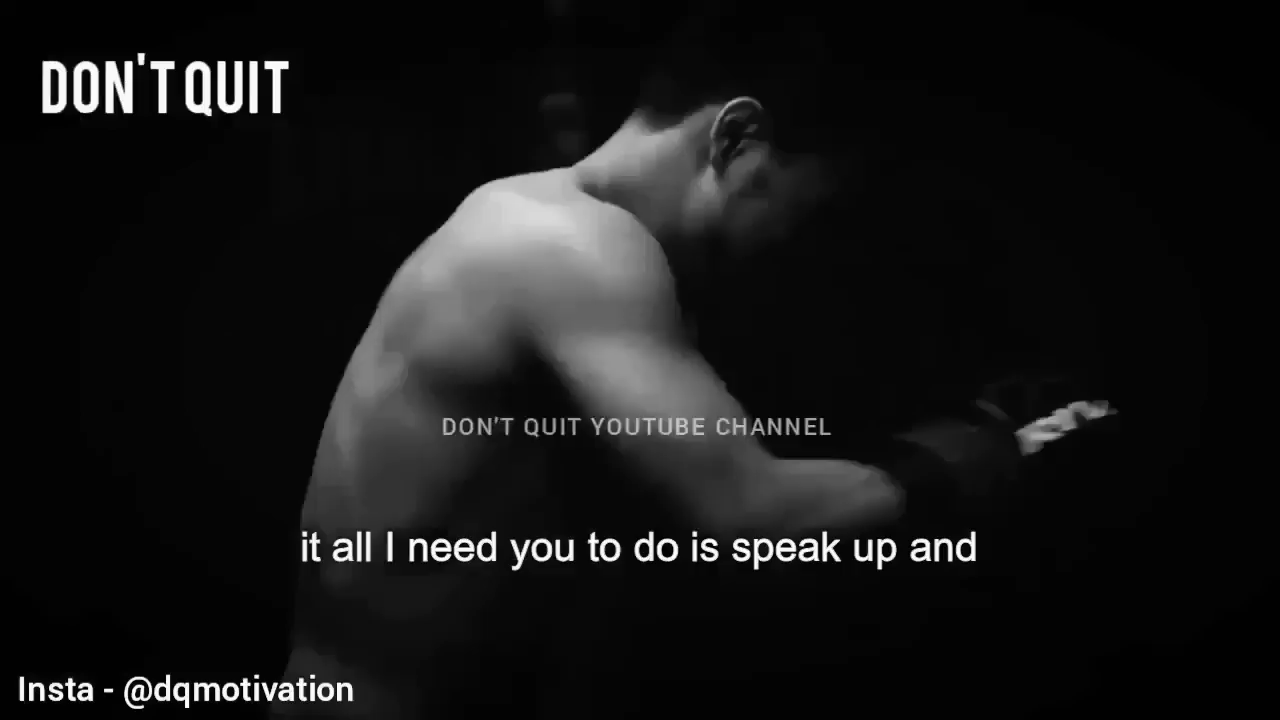 DON'T QUIT
DON'T QUIT YOUTUBE CHANNEL
it all I need you to do is speak up and
Insta - @dqmotivation